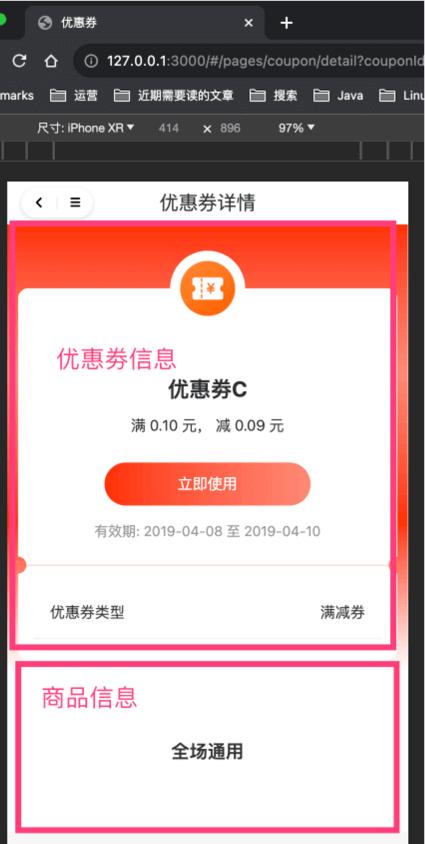 优惠券
127.0.0.1:3000/#/pages/coupon/detail?couponId
marks 运营 近期需要读的文章 搜索 Java Linu
尺寸: iPhone XR 414 × 896 97%
优惠券详情
优惠劵信息
优惠劵C
满 0.10 元， 减 0.09 元
立即使用
有效期: 2019-04-08 至 2019-04-10
优惠券类型 满减券
商品信息
全场通用